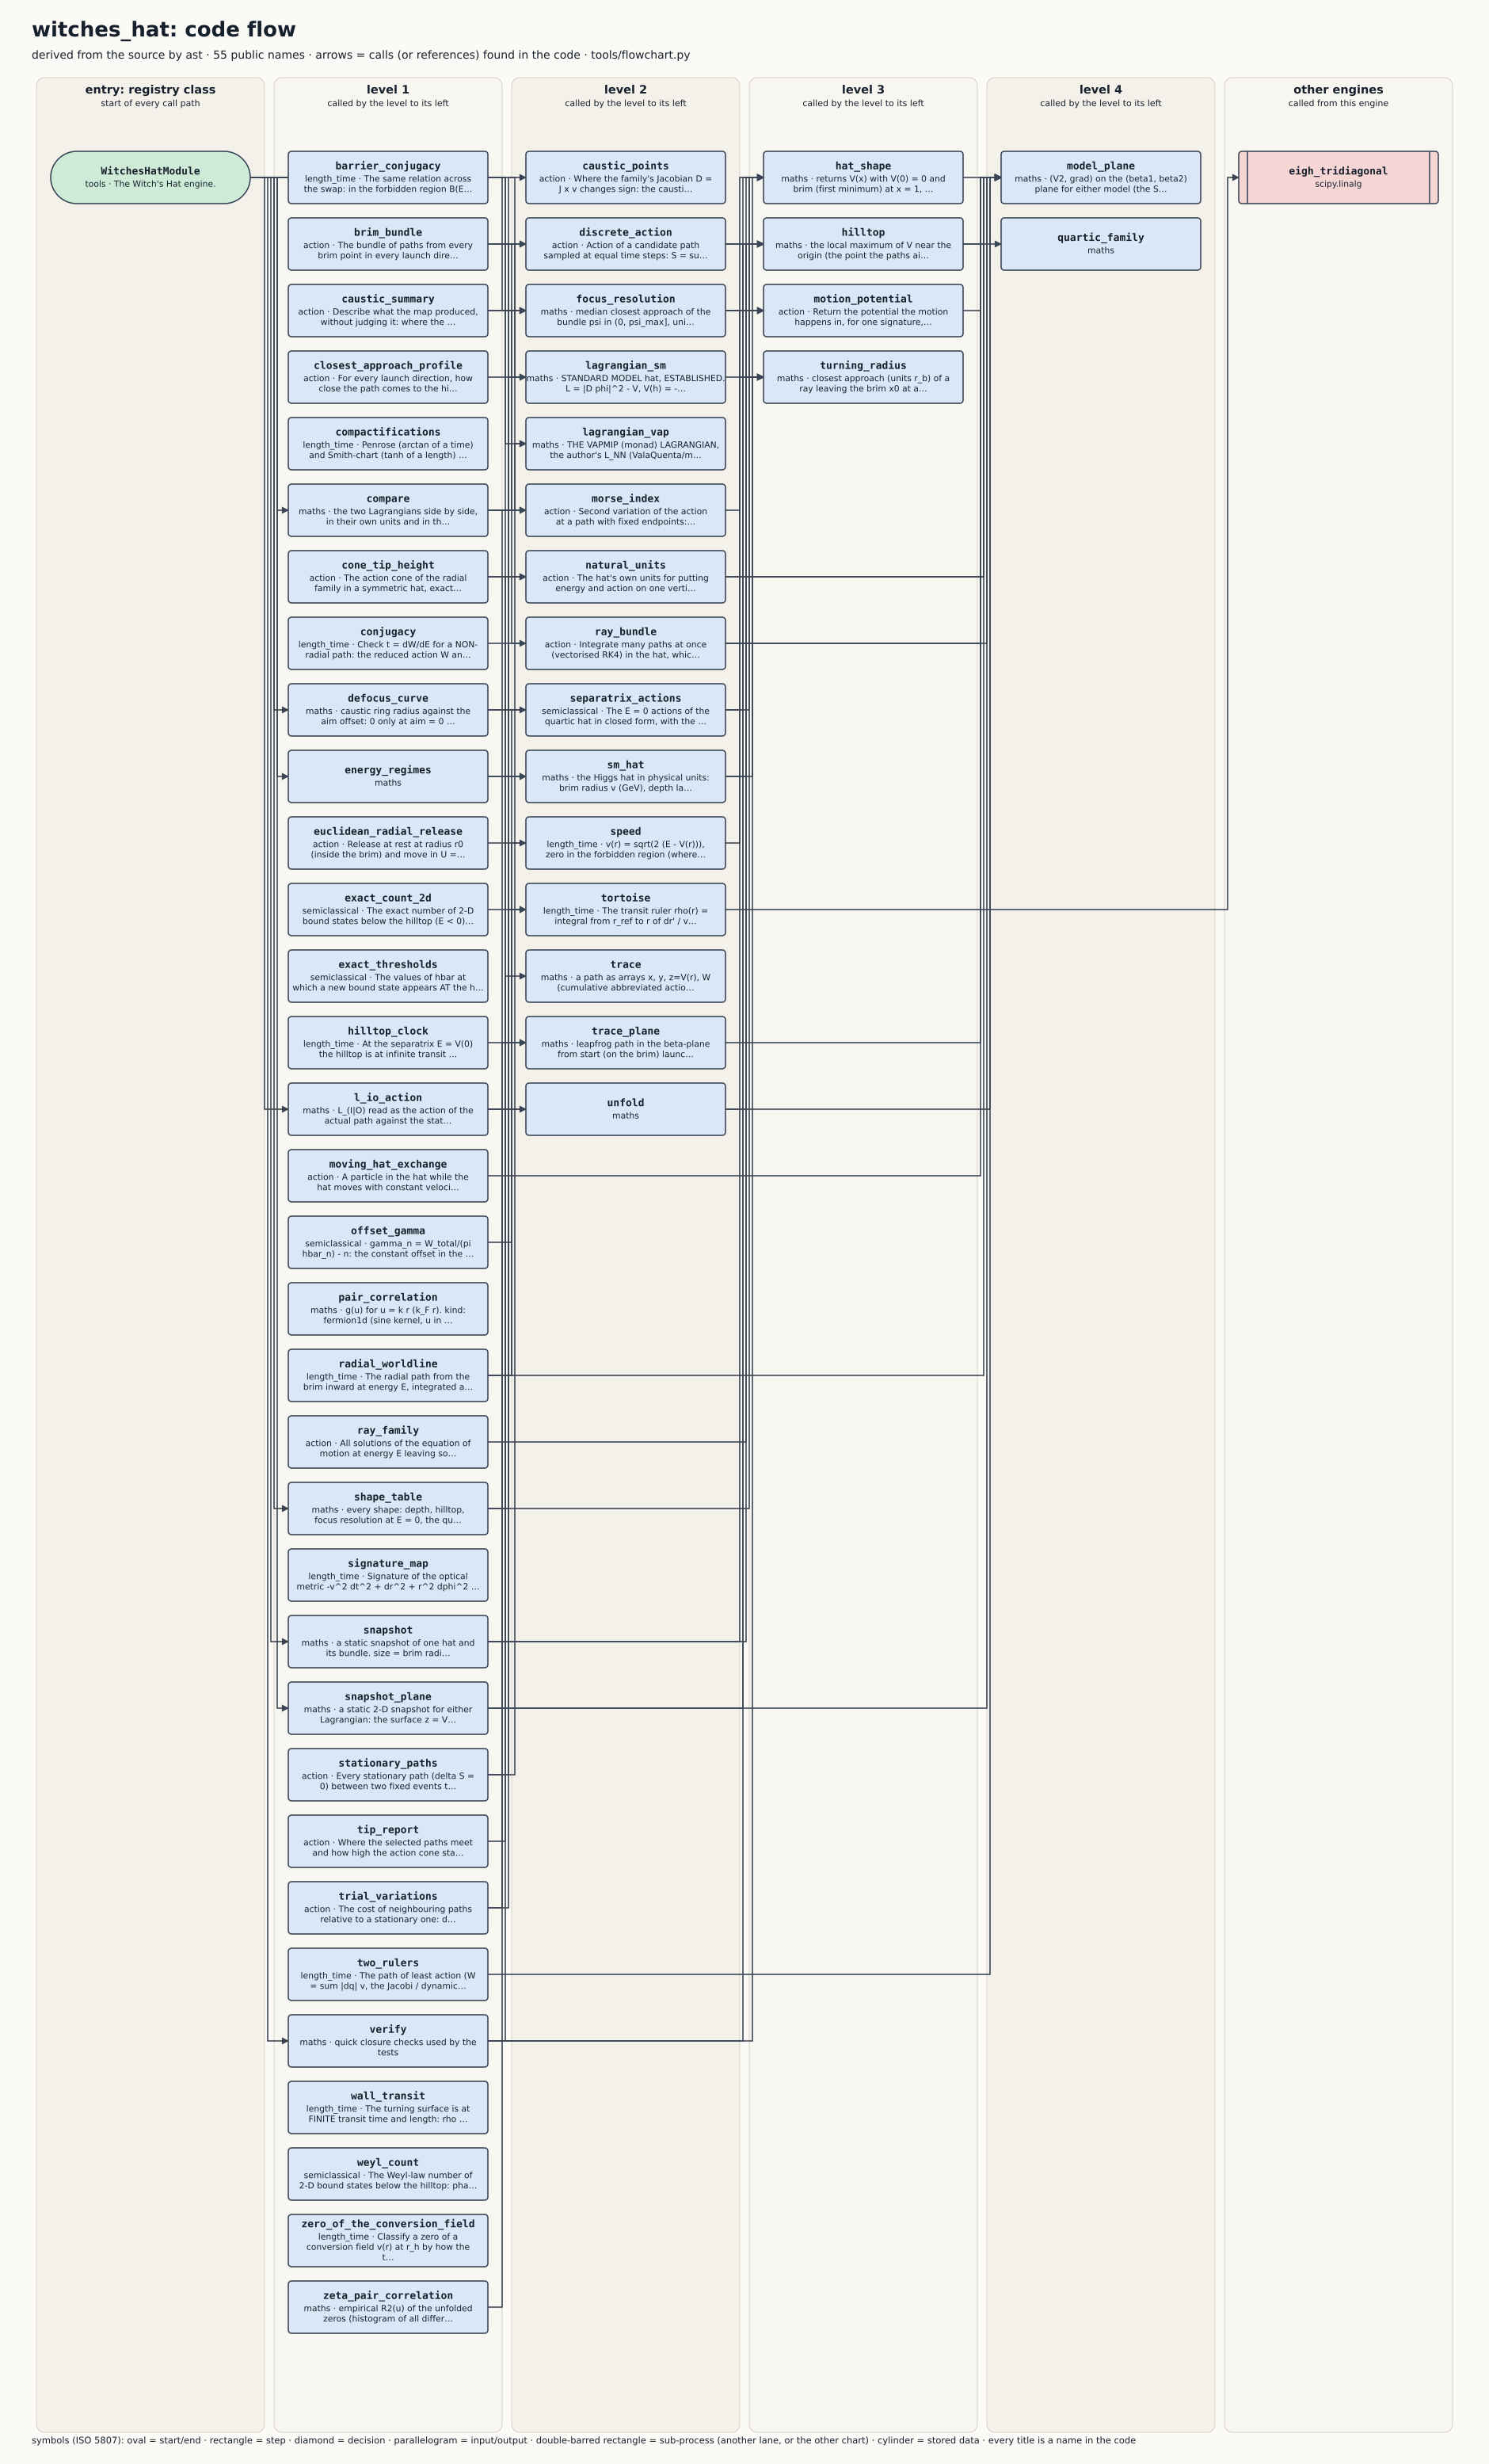 witches_hat: code flow
derived from the source by ast · 55 public names · arrows = calls (or references) found in the code · tools/flowchart.py
entry: registry class
start of every call path
WitchesHatModule
tools · The Witch's Hat engine.
level 1
called by the level to its left
barrier_conjugacy
length_time · The same relation across
the swap: in the forbidden region B(E...
brim_bundle
action · The bundle of paths from every
brim point in every launch dire...
caustic_summary
action · Describe what the map produced,
without judging it: where the ...
closest_approach_profile
action · For every launch direction, how
close the path comes to the hi...
compactifications
length_time · Penrose (arctan of a time)
and Smith-chart (tanh of a length) ...
compare
maths · the two Lagrangians side by side,
in their own units and in th...
cone_tip_height
action · The action cone of the radial
family in a symmetric hat, exact...
conjugacy
length_time · Check t = dW/dE for a NON-
radial path: the reduced action W an...
defocus_curve
maths · caustic ring radius against the
aim offset: 0 only at aim = 0 ...
energy_regimes
maths
euclidean_radial_release
action · Release at rest at radius r0
(inside the brim) and move in U =...
exact_count_2d
semiclassical · The exact number of 2-D
bound states below the hilltop (E < 0)...
exact_thresholds
semiclassical · The values of hbar at
which a new bound state appears AT the h...
hilltop_clock
length_time · At the separatrix E = V(0)
the hilltop is at infinite transit ...
l_io_action
maths · L_(I|O) read as the action of the
actual path against the stat...
moving_hat_exchange
action · A particle in the hat while the
hat moves with constant veloci...
offset_gamma
semiclassical · gamma_n = W_total/(pi
hbar_n) - n: the constant offset in the ...
pair_correlation
maths · g(u) for u = k r (k_F r). kind:
fermion1d (sine kernel, u in ...
radial_worldline
length_time · The radial path from the
brim inward at energy E, integrated a...
ray_family
action · All solutions of the equation of
motion at energy E leaving so...
shape_table
maths · every shape: depth, hilltop,
focus resolution at E = 0, the qu...
signature_map
length_time · Signature of the optical
metric -v^2 dt^2 + dr^2 + r^2 dphi^2 ...
snapshot
maths · a static snapshot of one hat and
its bundle. size = brim radi...
snapshot_plane
maths · a static 2-D snapshot for either
Lagrangian: the surface z = V...
stationary_paths
action · Every stationary path (delta S =
0) between two fixed events t...
tip_report
action · Where the selected paths meet
and how high the action cone sta...
trial_variations
action · The cost of neighbouring paths
relative to a stationary one: d...
two_rulers
length_time · The path of least action (W
= sum |dq| v, the Jacobi / dynamic...
verify
maths · quick closure checks used by the
tests
wall_transit
length_time · The turning surface is at
FINITE transit time and length: rho ...
weyl_count
semiclassical · The Weyl-law number of
2-D bound states below the hilltop: pha...
zero_of_the_conversion_field
length_time · Classify a zero of a
conversion field v(r) at r_h by how the
t...
zeta_pair_correlation
maths · empirical R2(u) of the unfolded
zeros (histogram of all differ...
level 2
called by the level to its left
caustic_points
action · Where the family's Jacobian D =
J x v changes sign: the causti...
discrete_action
action · Action of a candidate path
sampled at equal time steps: S = su...
focus_resolution
maths · median closest approach of the
bundle psi in (0, psi_max], uni...
lagrangian_sm
maths · STANDARD MODEL hat, ESTABLISHED.
L = |D phi|^2 - V, V(h) = -...
lagrangian_vap
maths · THE VAPMIP (monad) LAGRANGIAN,
the author's L_NN (ValaQuenta/m...
morse_index
action · Second variation of the action
at a path with fixed endpoints:...
natural_units
action · The hat's own units for putting
energy and action on one verti...
ray_bundle
action · Integrate many paths at once
(vectorised RK4) in the hat, whic...
separatrix_actions
semiclassical · The E = 0 actions of the
quartic hat in closed form, with the ...
sm_hat
maths · the Higgs hat in physical units:
brim radius v (GeV), depth la...
speed
length_time · v(r) = sqrt(2 (E - V(r))),
zero in the forbidden region (where...
tortoise
length_time · The transit ruler rho(r) =
integral from r_ref to r of dr' / v...
trace
maths · a path as arrays x, y, z=V(r), W
(cumulative abbreviated actio...
trace_plane
maths · leapfrog path in the beta-plane
from start (on the brim) launc...
unfold
maths
level 3
called by the level to its left
hat_shape
maths · returns V(x) with V(0) = 0 and
brim (first minimum) at x = 1, ...
hilltop
maths · the local maximum of V near the
origin (the point the paths ai...
motion_potential
action · Return the potential the motion
happens in, for one signature,...
turning_radius
maths · closest approach (units r_b) of a
ray leaving the brim x0 at a...
level 4
called by the level to its left
model_plane
maths · (V2, grad) on the (beta1, beta2)
plane for either model (the S...
quartic_family
maths
other engines
called from this engine
eigh_tridiagonal
scipy.linalg
symbols (ISO 5807): oval = start/end · rectangle = step · diamond = decision · parallelogram = input/output · double-barred rectangle = sub-process (another lane, or the other chart) · cylinder = stored data · every title is a name in the code